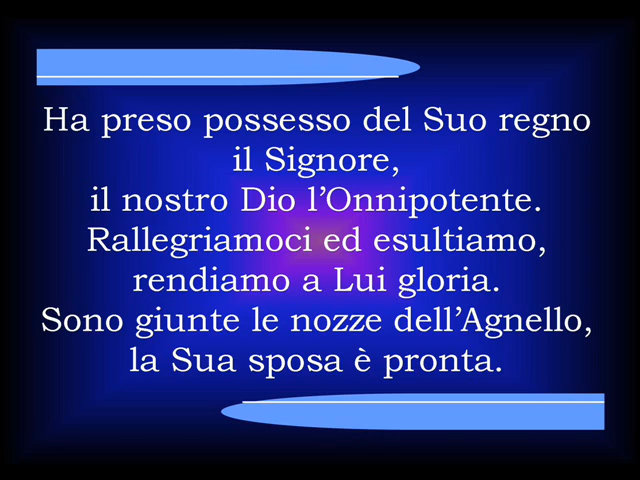 Ha preso possesso del Suo regno
il Signore,
il nostro Dio l’Onnipotente.
Rallegriamoci ed esultiamo,
rendiamo a Lui gloria.
Sono giunte le nozze dell’Agnello,
la Sua sposa è pronta.